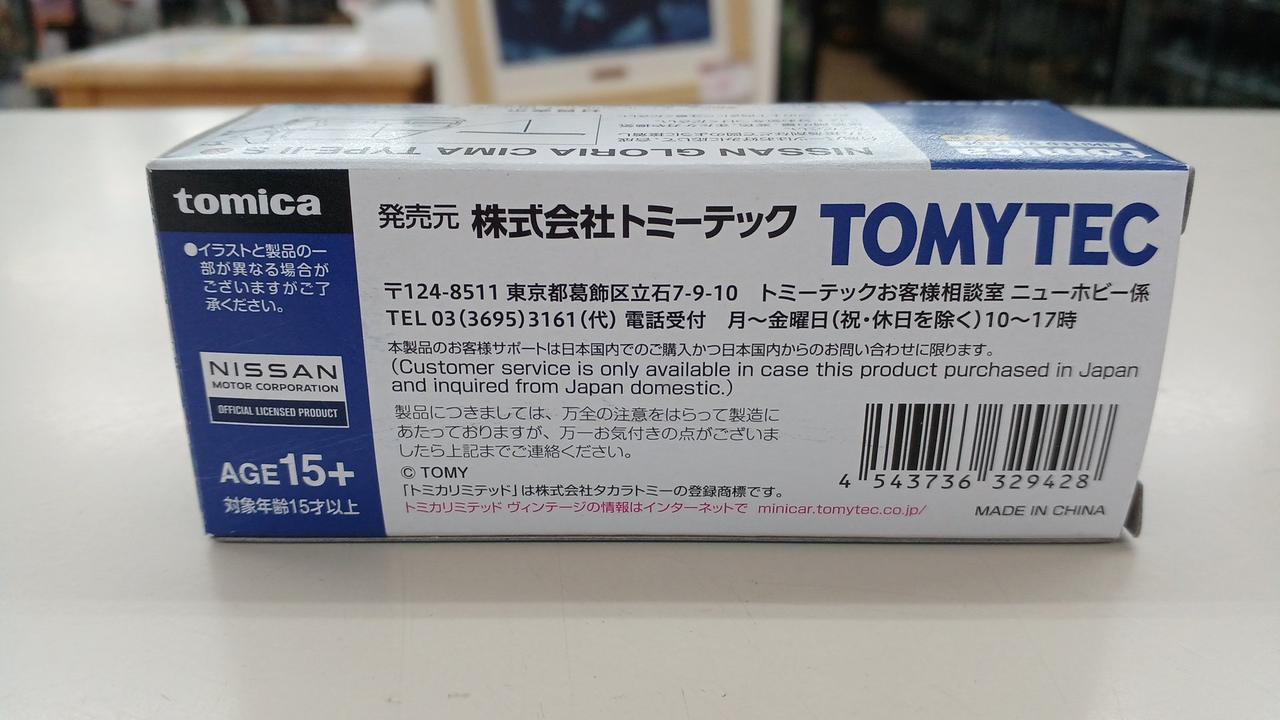 NISSAN GLORIA CIMA TYPE II-S
tomica
●イラストと製品の一
部が異なる場合が
ございますがご了
承ください。
NISSAN
MOTOR CORPORATION
OFFICIAL LICENSED PRODUCT
AGE15+
対象年齢15才以上
発売元 株式会社トミーテック TOMYTEC
〒124-8511 東京都葛飾区立石7-9-10 トミーテックお客様相談室 ニューホビー係
TEL 03(3695)3161(代) 電話受付 月〜金曜日(祝・休日を除く)10〜17時
本製品のお客様サポートは日本国内でのご購入かつ日本国内からのお問い合わせに限ります。
(Customer service is only available in case this product purchased in Japan
and inquired from Japan domestic.)
製品につきましては、万全の注意をはらって製造に
あたっておりますが、万一お気付きの点がございま
したら上記までご連絡ください。
© TOMY
「トミカリミテッド」は株式会社タカラトミーの登録商標です。
トミカリミテッド ヴィンテージの情報はインターネットで minicar.tomytec.co.jp/
4 543736 329428
MADE IN CHINA